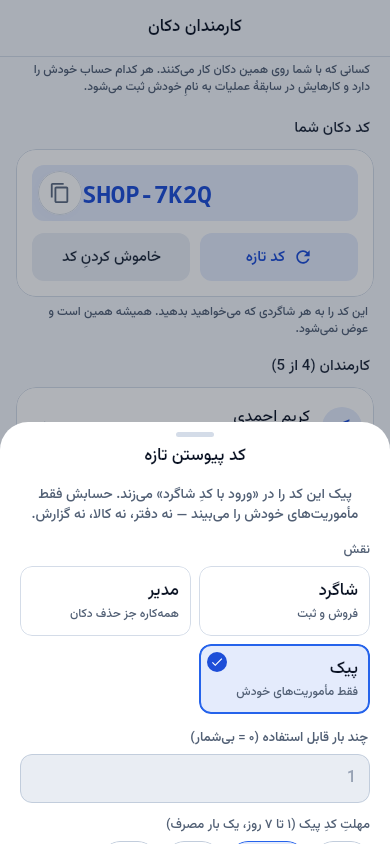 کارمندان دکان
کسانی که با شما روی همین دکان کار می‌کنند. هر کدام حساب خودش را
دارد و کارهایش در سابقهٔ عملیات به نامِ خودش ثبت می‌شود.
کد دکان شما
SHOP-7K2Q
کد تازه
خاموش کردنِ کد
این کد را به هر شاگردی که می‌خواهید بدهید. همیشه همین است و
عوض نمی‌شود.
کارمندان (4 از 5)
کریم احمدی
کد پیوستن تازه
پیک این کد را در «ورود با کدِ شاگرد» می‌زند. حسابش فقط
مأموریت‌های خودش را می‌بیند — نه دفتر، نه کالا، نه گزارش.
نقش
شاگرد
فروش و ثبت
مدیر
همه‌کاره جز حذف دکان
پیک
فقط مأموریت‌های خودش
چند بار قابل استفاده (۰ = بی‌شمار)
1
مهلتِ کدِ پیک (۱ تا ۷ روز، یک بار مصرف)